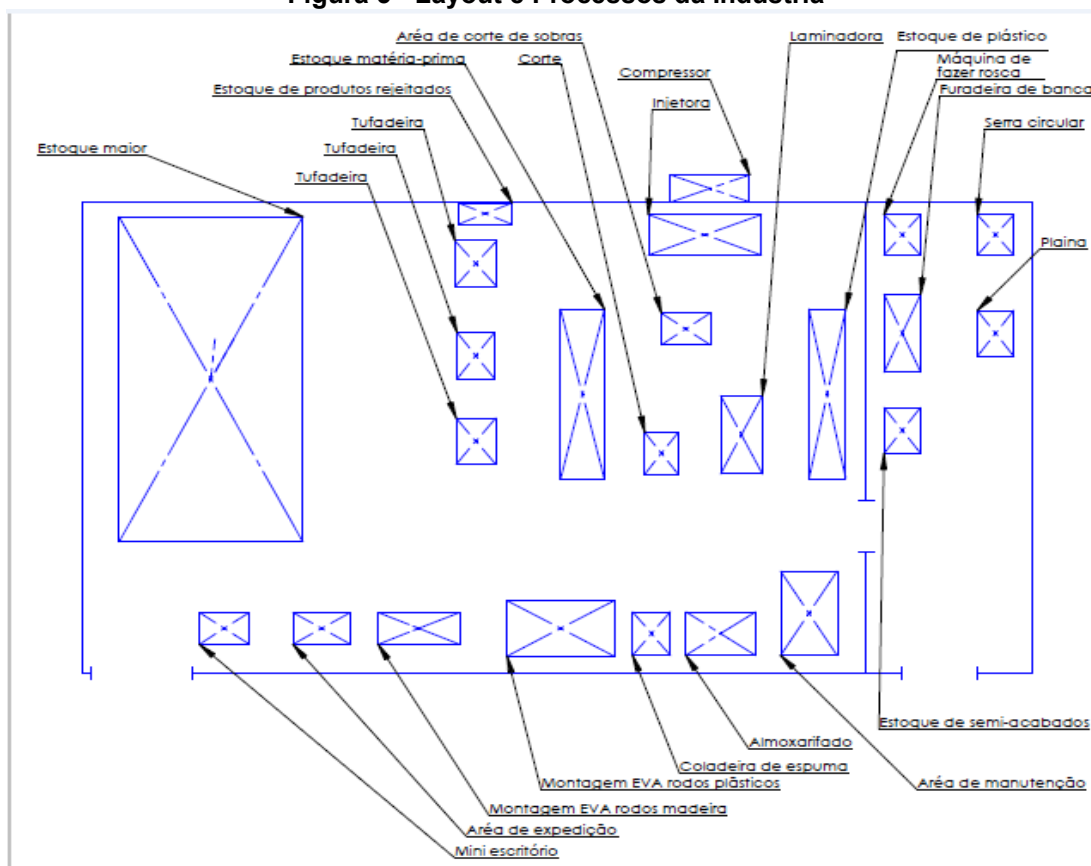 Figura 3 - Layout e Processos da Indústria
Aréa de corte de sobras
Laminadora
Estoque de plástico
Estoque matéria-prima
Corte
Compressor
Máquina de
fazer rosca
Estoque de produtos rejeitados
Injetora
Furadeira de banca
Tufadeira
Serra circular
Estoque maior
Tufadeira
Tufadeira
Plaina
Estoque de semi-acabados
Almoxarifado
Coladeira de espuma
Montagem EVA rodos plásticos
Aréa de manutenção
Montagem EVA rodos madeira
Aréa de expedição
Mini escritório